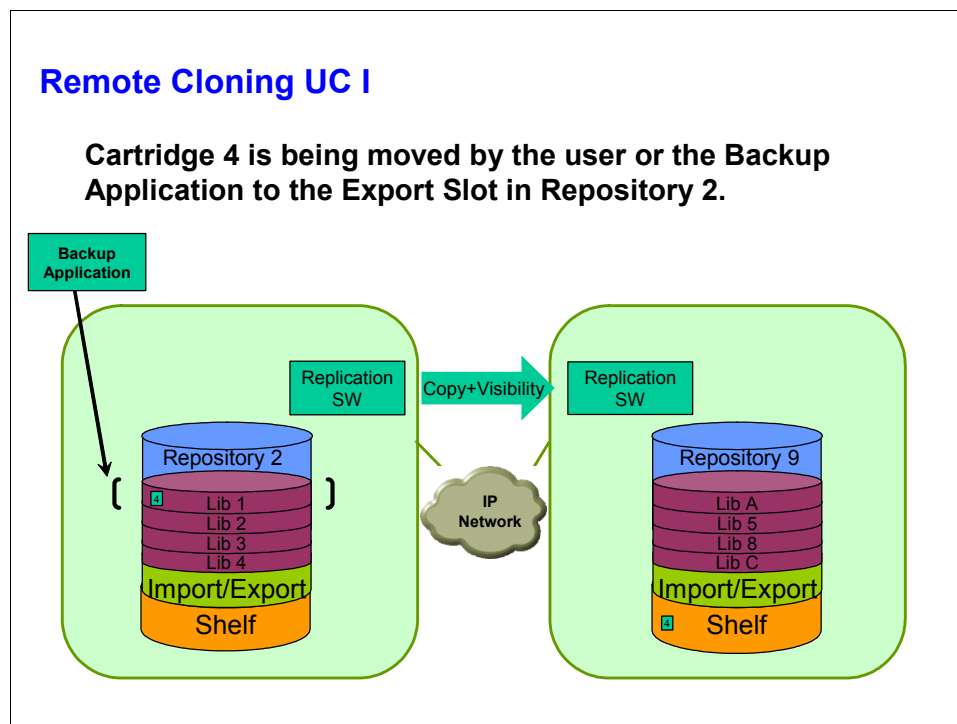 Remote Cloning UC I
Cartridge 4 is being moved by the user or the Backup
Application to the Export Slot in Repository 2.
Backup
Application
Replication
SW
Copy+Visibility
Replication
SW
Repository 2
4
Lib 1
Lib 2
Lib 3
Lib 4
Import/Export
Shelf
IP
Network
Repository 9
Lib A
Lib 5
Lib 8
Lib C
Import/Export
4
Shelf